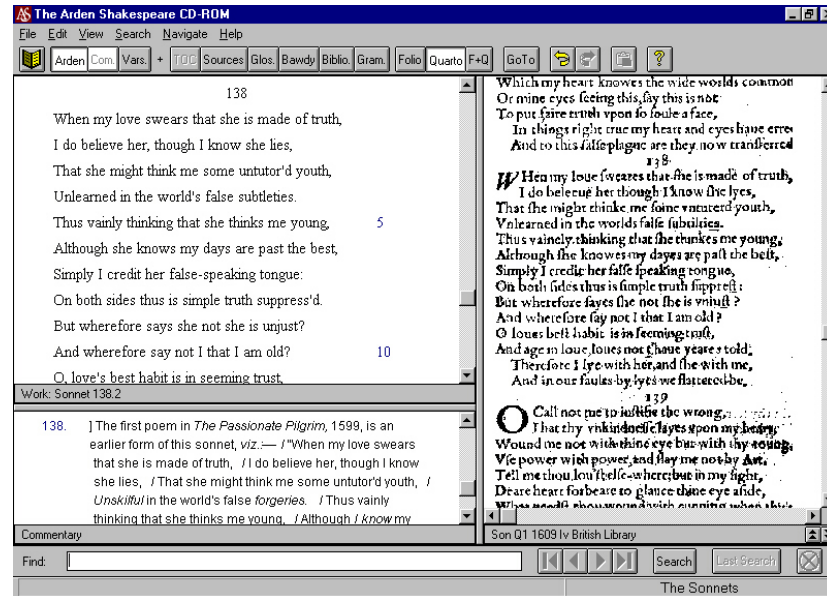 The Arden Shakespeare CD-ROM
File Edit View Search Navigate Help
Arden Com. Vars. + TOC Sources Glos. Bawdy Biblio. Gram. Folio Quarto F+Q GoTo
138
When my love swears that she is made of truth,
I do believe her, though I know she lies,
That she might think me some untutor'd youth,
Unlearned in the world's false subtleties.
Thus vainly thinking that she thinks me young, 5
Although she knows my days are past the best,
Simply I credit her false-speaking tongue:
On both sides thus is simple truth suppress'd.
But wherefore says she not she is unjust?
And wherefore say not I that I am old? 10
O, love's best habit is in seeming trust,
Work: Sonnet 138.2
138. ] The first poem in The Passionate Pilgrim, 1599, is an
earlier form of this sonnet, viz.:— / "When my love swears
that she is made of truth, / I do believe her, though I know
she lies, / That she might think me some untutor'd youth, /
Unskilful in the world's false forgeries. / Thus vainly
thinking that she thinks me young, / Although I know my
Commentary
Which my heart knowes the wide worlds common
Or mine eyes ſeeing this, ſay this is not
To put faire truth vpon ſo foule a face,
In things right true my heart and eyes haue erre
And to this falſe plague are they now tranſferred
138
WHen my loue ſweares that ſhe is made of truth,
I do beleeue her though I know ſhe lyes,
That ſhe might thinke me ſome vntuterd youth,
Vnlearned in the worlds falſe ſubtilties.
Thus vainely thinking that ſhe thinkes me young,
Although ſhe knowes my dayes are paſt the beſt,
Simply I credit her falſe ſpeaking tongue,
On both ſides thus is ſimple truth ſuppreſt:
But wherefore ſayes ſhe not ſhe is vniuſt?
And wherefore ſay not I that I am old?
O loues beſt habit is in ſeeming truſt,
And age in loue, loues not t'haue yeares told.
Therefore I lye with her, and ſhe with me,
And in our faults by lyes we flattered be.
139
O Call not me to iuſtifie the wrong,
That thy vnkindneſſe layes vpon my heart,
Wound me not with thine eye but with thy toung,
Vſe power with power, and ſlay me not by Art,
Tell me thou lou'ſt elſe-where; but in my ſight,
Deare heart forbeare to glance thine eye aſide,
What needſt thou wound with cunning when
Son Q1 1609 Iv British Library
Find: Search Last Search
The Sonnets